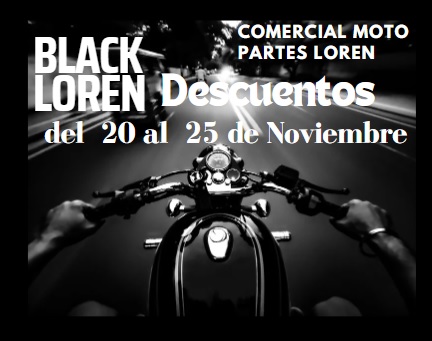 COMERCIAL MOTO
PARTES LOREN
BLACK
LOREN
Descuentos
del 20 al 25 de Noviembre